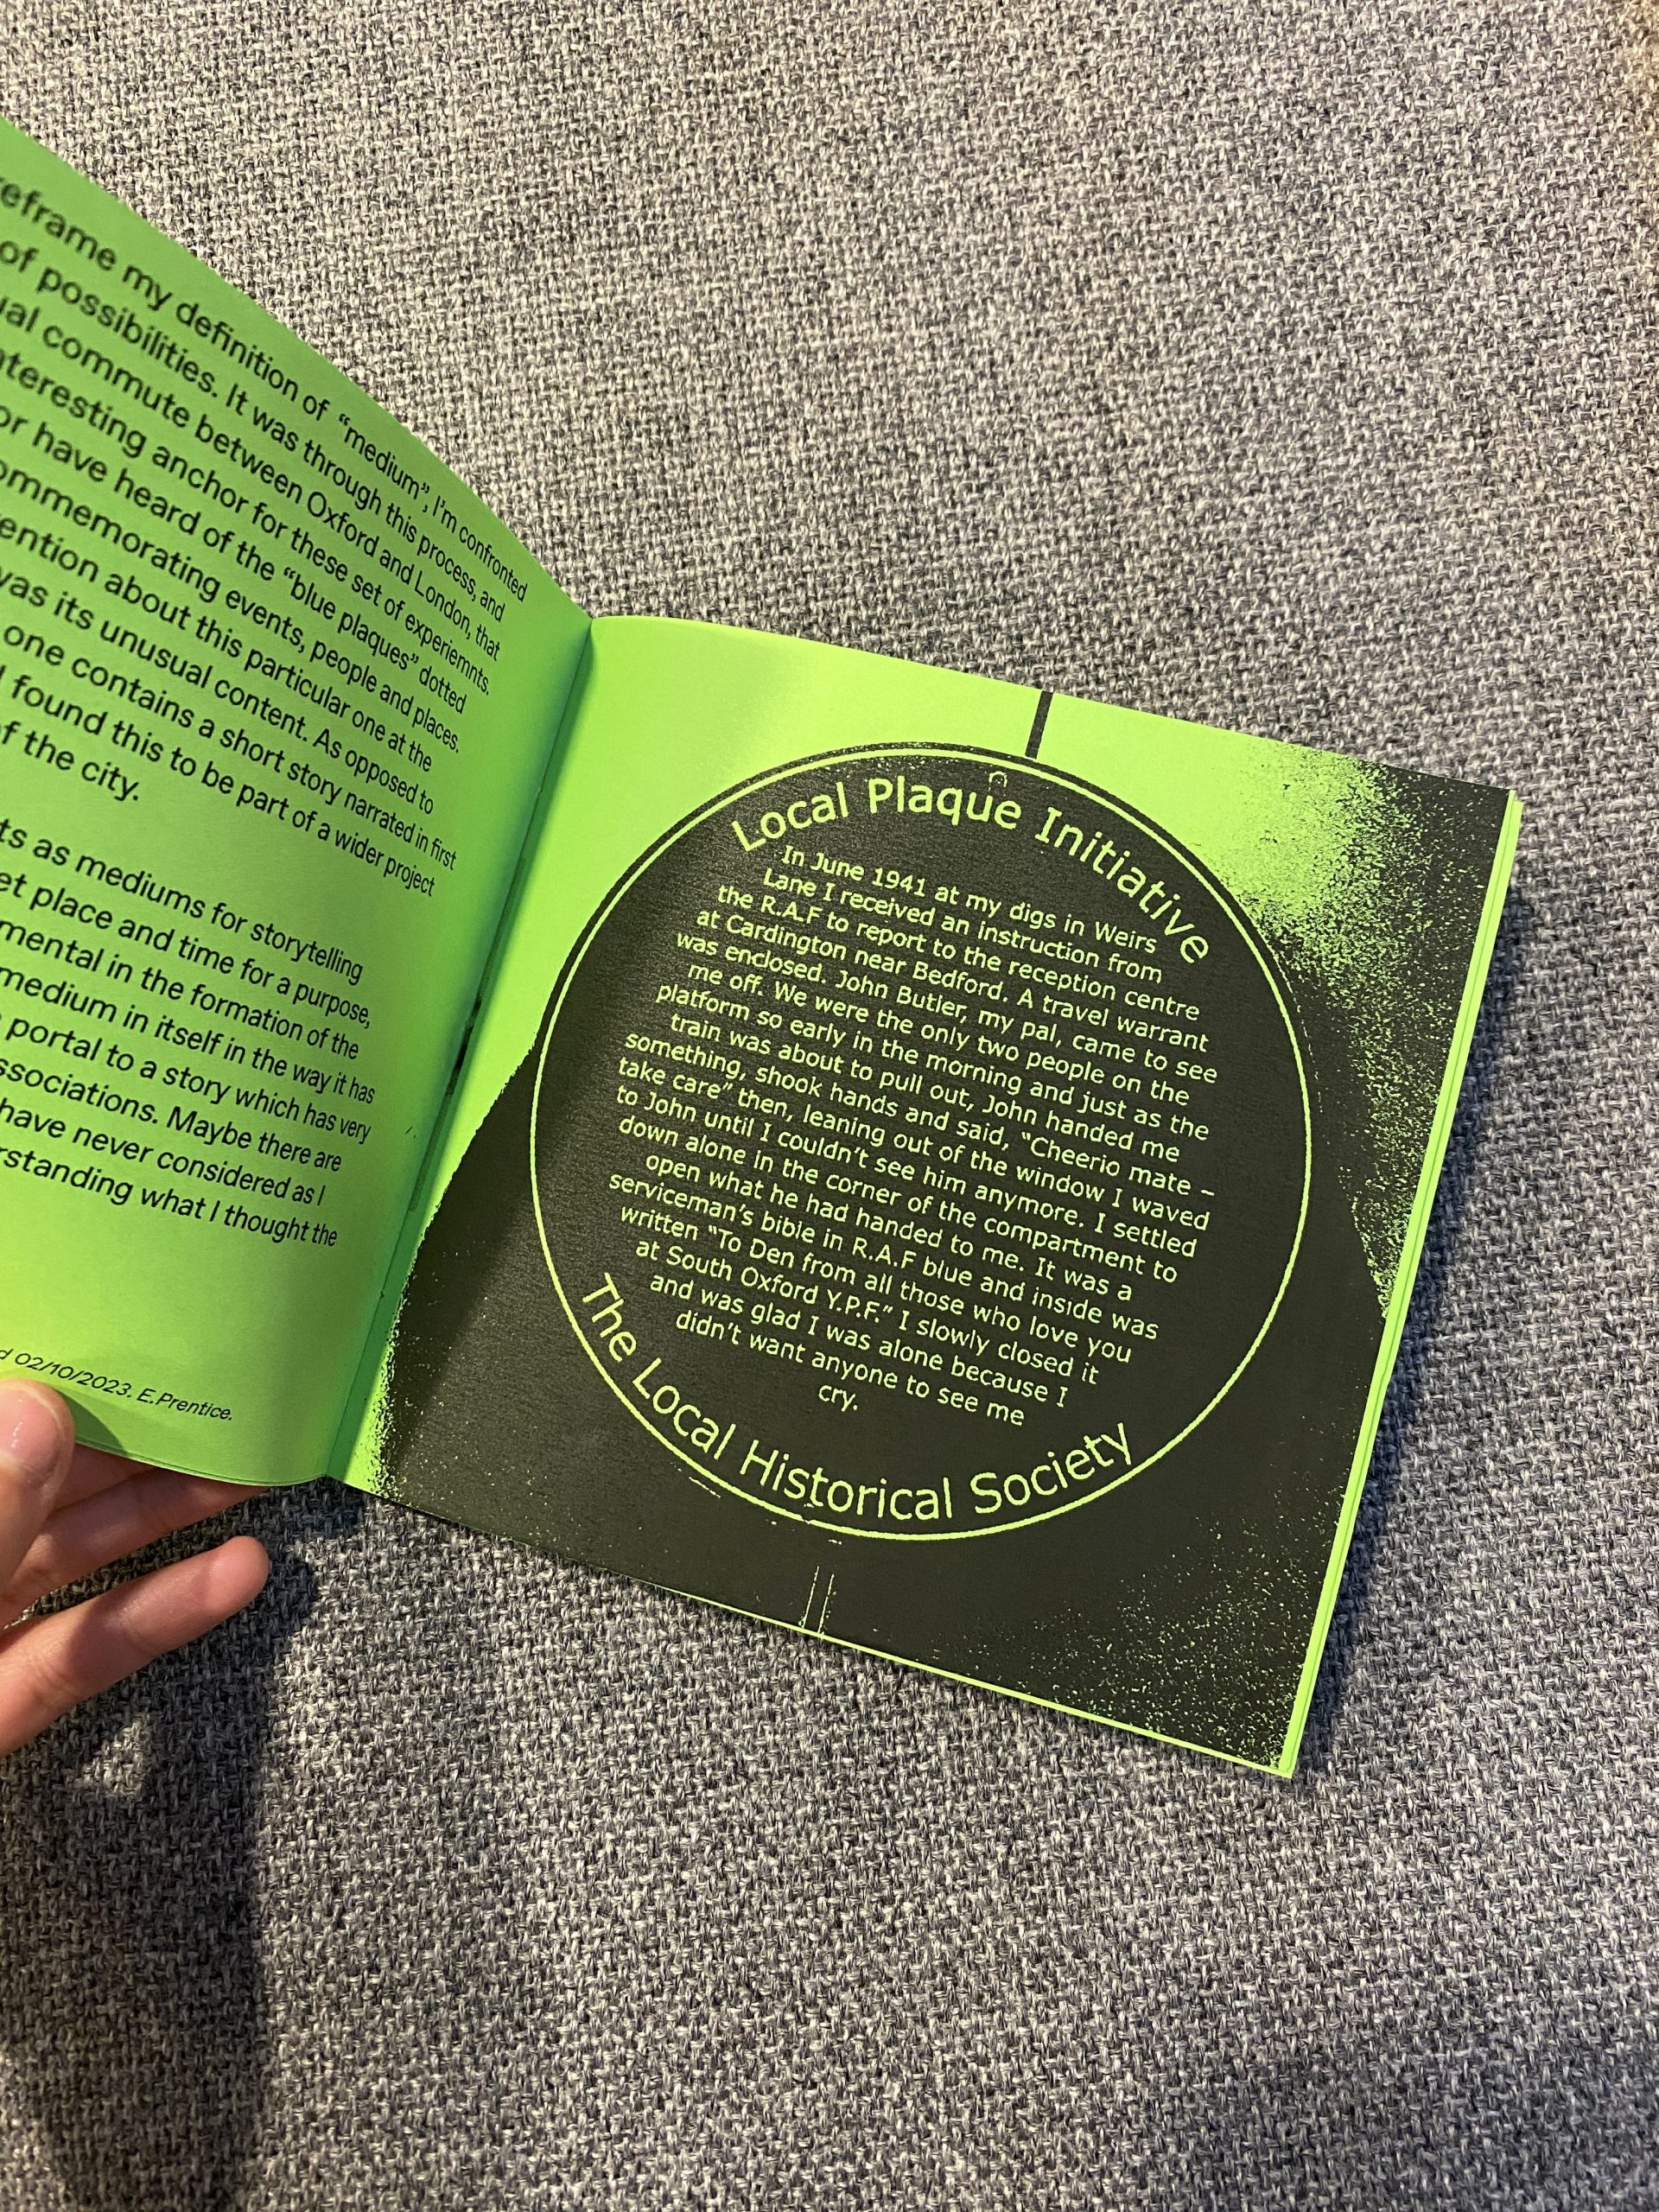 reframe my definition of “medium”, I’m confronted
of possibilities. It was through this process, and
commute between Oxford and London, that
interesting anchor for these set of experiemnts.
or have heard of the “blue plaques” dotted
commemorating events, people and places.
about this particular one at the
was its unusual content. As opposed to
one contains a short story narrated in first
I found this to be part of a wider project
of the city.
as mediums for storytelling
place and time for a purpose,
in the formation of the
medium in itself in the way it has
portal to a story which has very
associations. Maybe there are
have never considered as I
what I thought the
02/10/2023. E.Prentice.
Local Plaque Initiative
In June 1941 at my digs in Weirs
Lane I received an instruction from
the R.A.F to report to the reception centre
at Cardington near Bedford. A travel warrant
was enclosed. John Butler, my pal, came to see
me off. We were the only two people on the
platform so early in the morning and just as the
train was about to pull out, John handed me
something, shook hands and said, “Cheerio mate –
take care” then, leaning out of the window I waved
to John until I couldn’t see him anymore. I settled
down alone in the corner of the compartment to
open what he had handed to me. It was a
serviceman’s bible in R.A.F blue and inside was
written “To Den from all those who love you
at South Oxford Y.P.F.” I slowly closed it
and was glad I was alone because I
didn’t want anyone to see me
cry.
The Local Historical Society